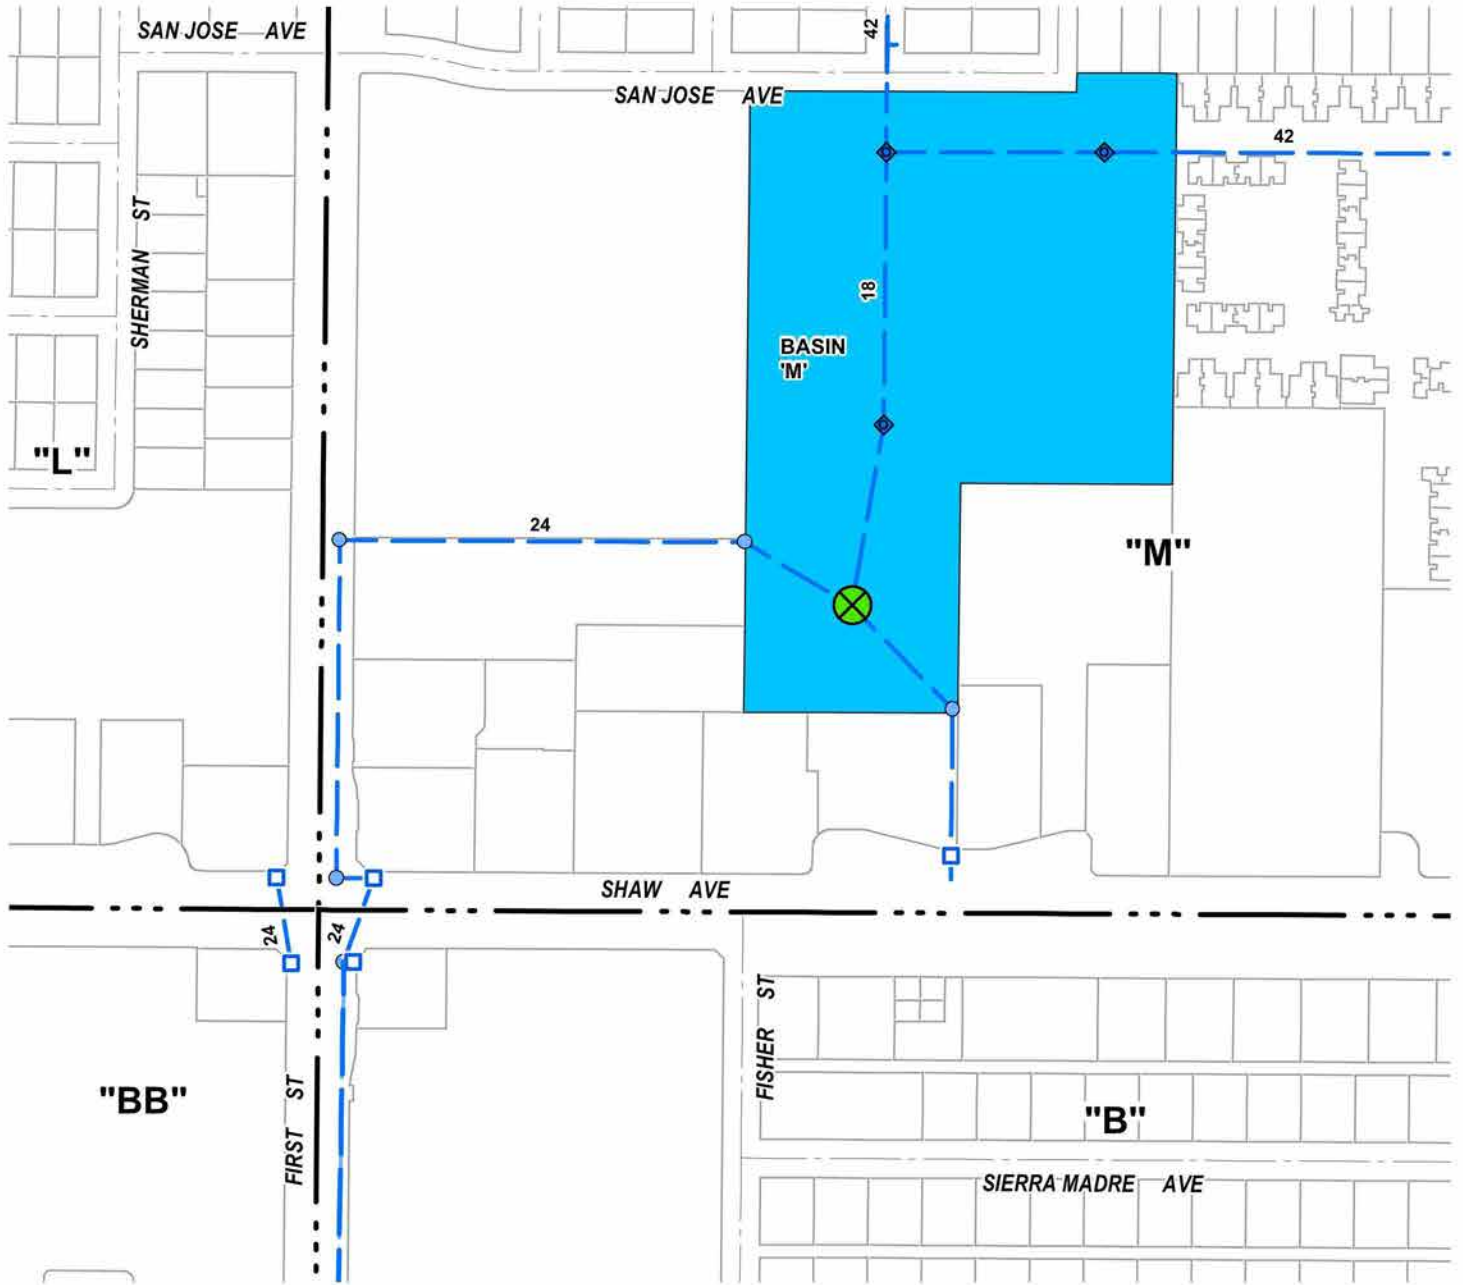 42
SAN JOSE AVE
SAN JOSE AVE
42
SHERMAN ST
18
BASIN
'M'
"L"
24
"M"
SHAW AVE
24
24
FISHER ST
FIRST ST
"BB"
"B"
SIERRA MADRE AVE